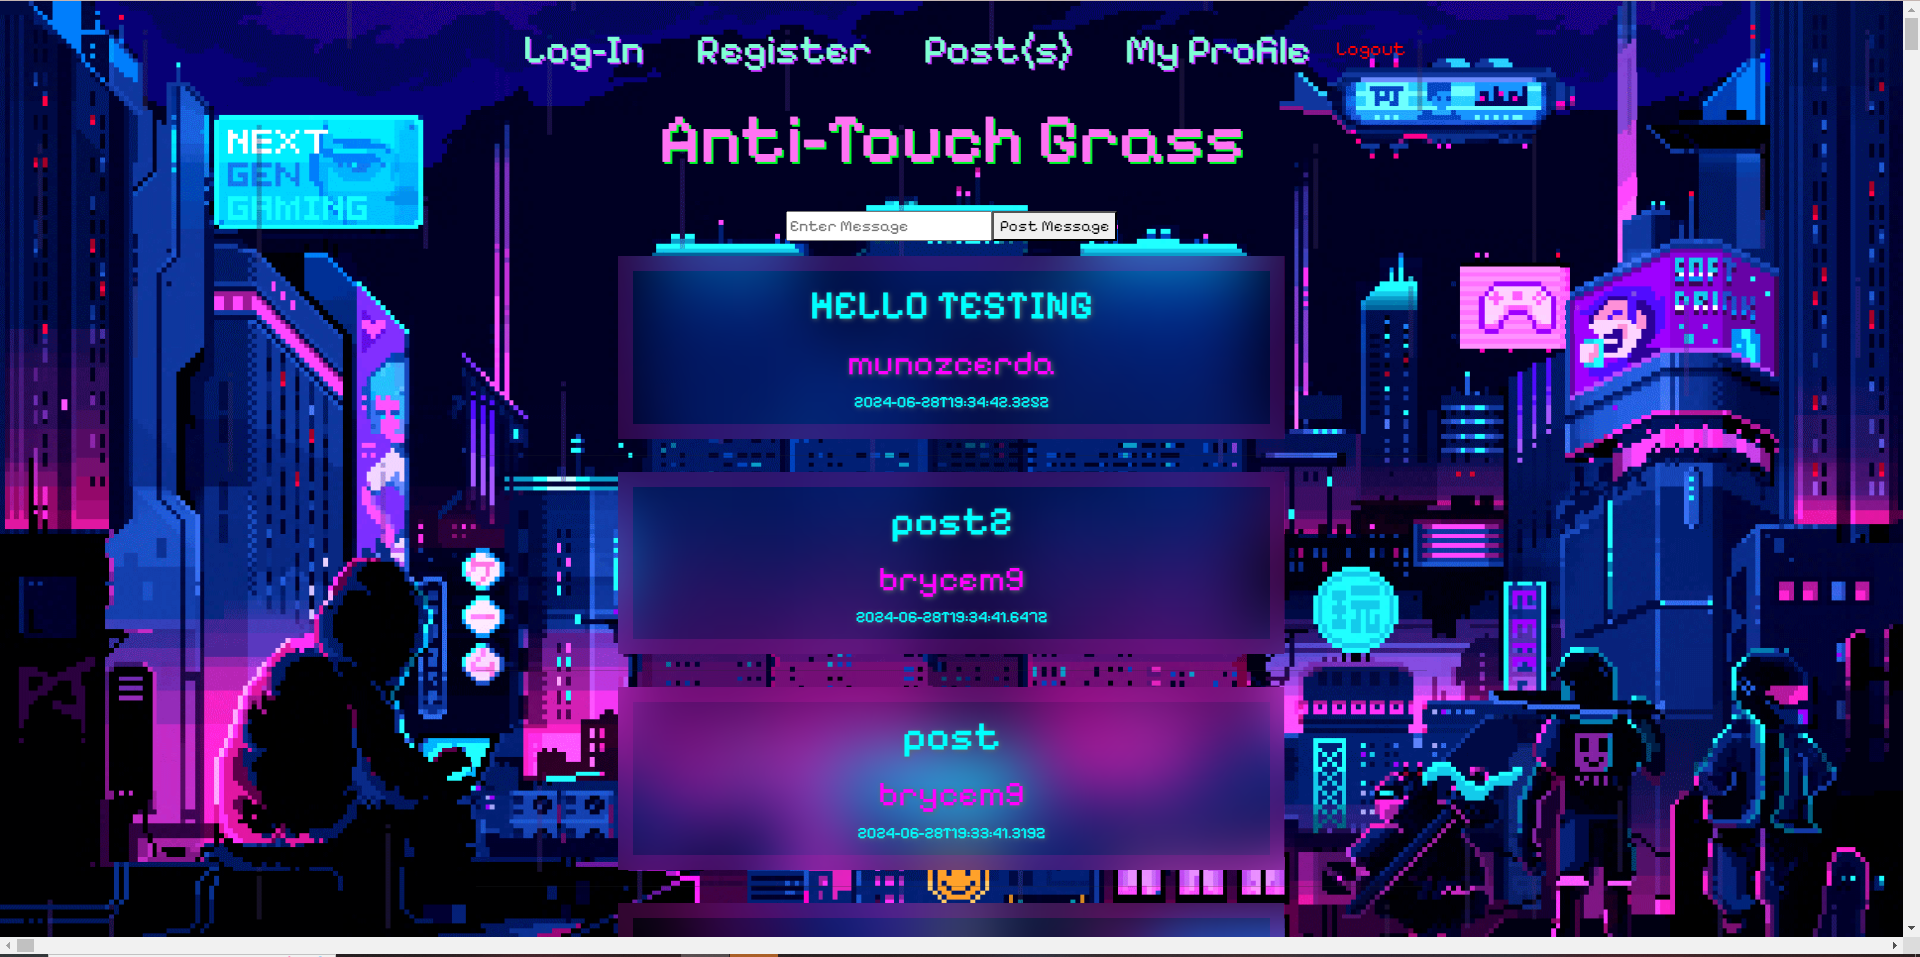 Log-In Register Post(s) My Profile Logout
NEXT
GEN
GAMING
Anti-Touch Grass
Enter Message Post Message
SOFT
DRINK
HELLO TESTING
munozcerda
2024-06-28T19:34:42.328Z
post2
brycem9
2024-06-28T19:34:41.647Z
玩
post
brycem9
2024-06-28T19:33:41.319Z